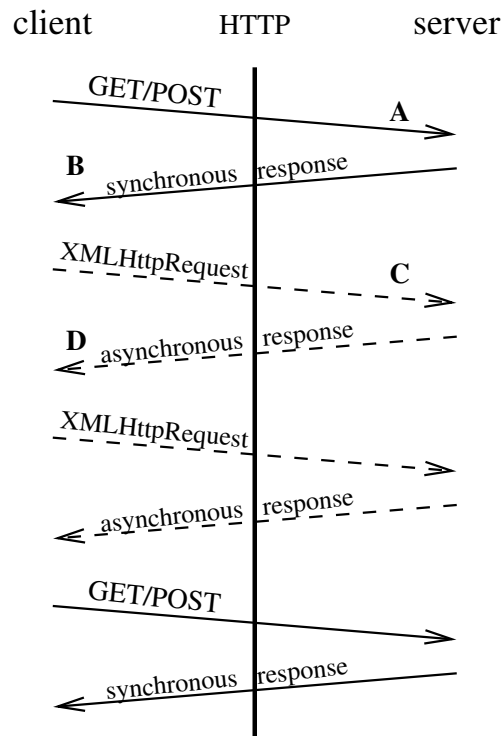 client HTTP server
GET/POST
A
B
synchronous response
XMLHttpRequest
C
D
asynchronous response
XMLHttpRequest
asynchronous response
GET/POST
synchronous response